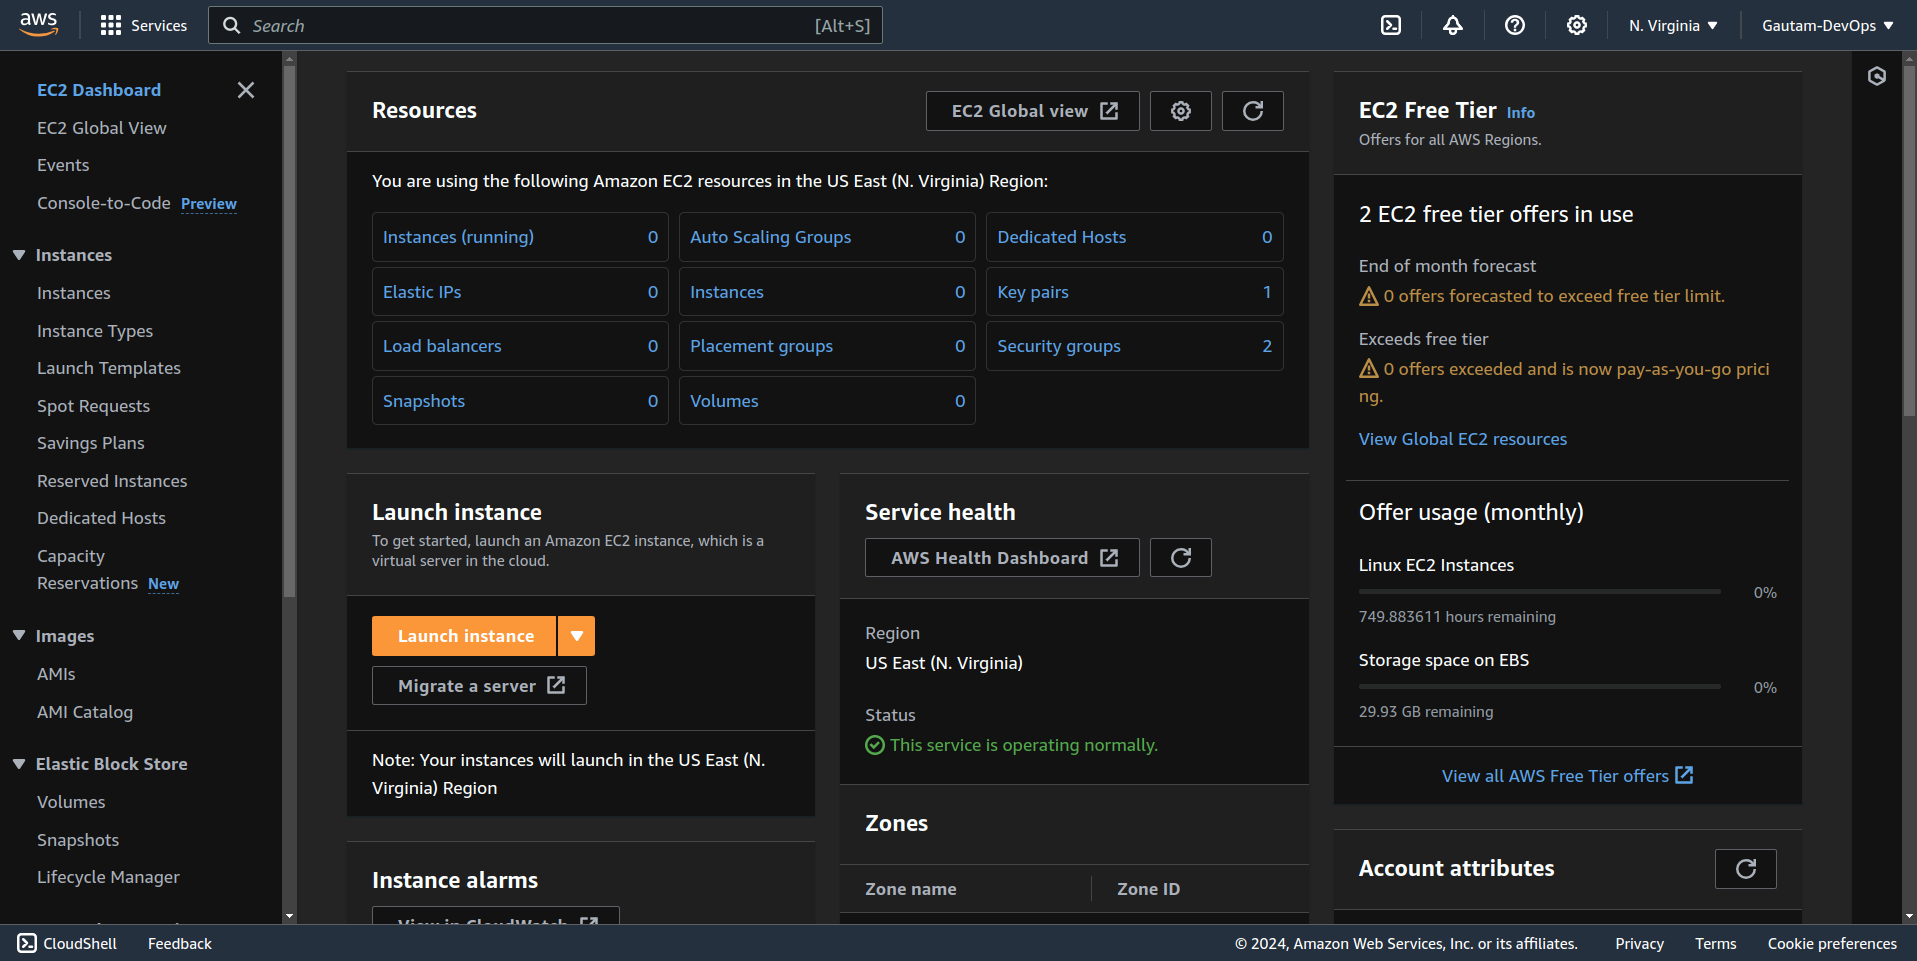 aws
Services
Search
[Alt+S]
N. Virginia
Gautam-DevOps
EC2 Dashboard
EC2 Global View
Events
Console-to-Code Preview
Instances
Instances
Instance Types
Launch Templates
Spot Requests
Savings Plans
Reserved Instances
Dedicated Hosts
Capacity
Reservations New
Images
AMIs
AMI Catalog
Elastic Block Store
Volumes
Snapshots
Lifecycle Manager
Resources
EC2 Global view
You are using the following Amazon EC2 resources in the US East (N. Virginia) Region:
Instances (running) 0
Auto Scaling Groups 0
Dedicated Hosts 0
Elastic IPs 0
Instances 0
Key pairs 1
Load balancers 0
Placement groups 0
Security groups 2
Snapshots 0
Volumes 0
Launch instance
To get started, launch an Amazon EC2 instance, which is a
virtual server in the cloud.
Launch instance
Migrate a server
Note: Your instances will launch in the US East (N.
Virginia) Region
Instance alarms
View in CloudWatch
Service health
AWS Health Dashboard
Region
US East (N. Virginia)
Status
This service is operating normally.
Zones
Zone name
Zone ID
EC2 Free Tier Info
Offers for all AWS Regions.
2 EC2 free tier offers in use
End of month forecast
0 offers forecasted to exceed free tier limit.
Exceeds free tier
0 offers exceeded and is now pay-as-you-go prici
ng.
View Global EC2 resources
Offer usage (monthly)
Linux EC2 Instances
0%
749.883611 hours remaining
Storage space on EBS
0%
29.93 GB remaining
View all AWS Free Tier offers
Account attributes
CloudShell
Feedback
© 2024, Amazon Web Services, Inc. or its affiliates.
Privacy
Terms
Cookie preferences